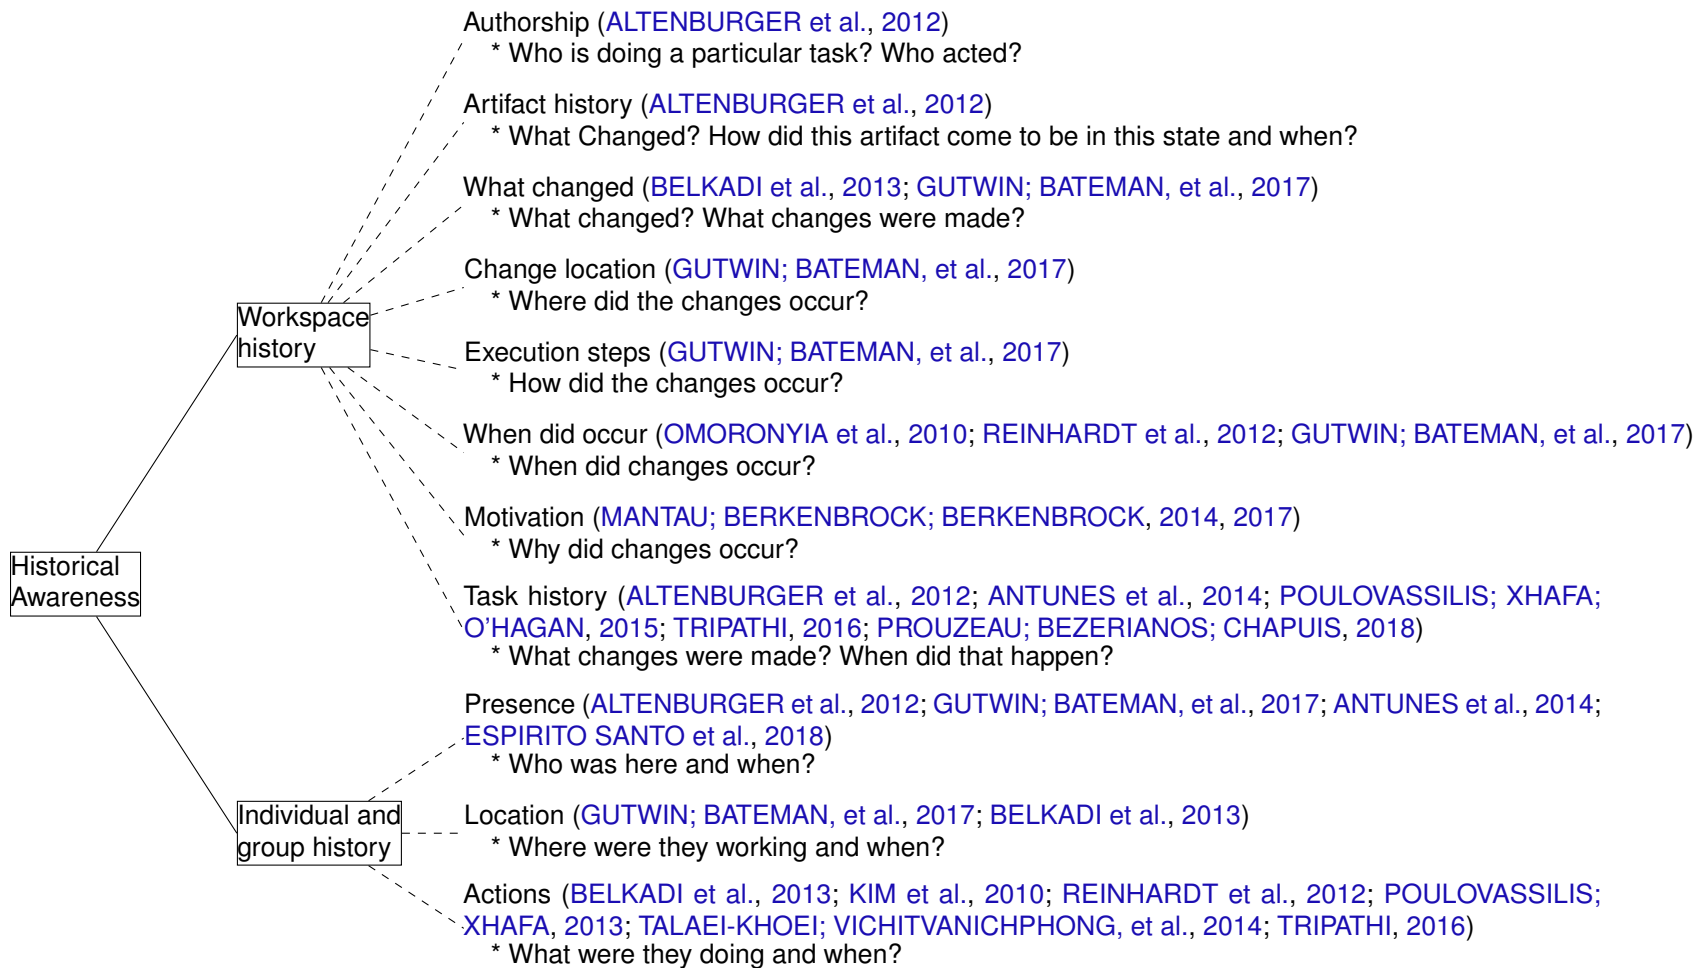 Authorship (ALTENBURGER et al., 2012)
* Who is doing a particular task? Who acted?
Artifact history (ALTENBURGER et al., 2012)
* What Changed? How did this artifact come to be in this state and when?
What changed (BELKADI et al., 2013; GUTWIN; BATEMAN, et al., 2017)
* What changed? What changes were made?
Change location (GUTWIN; BATEMAN, et al., 2017)
* Where did the changes occur?
Workspace
history
Execution steps (GUTWIN; BATEMAN, et al., 2017)
* How did the changes occur?
When did occur (OMORONYIA et al., 2010; REINHARDT et al., 2012; GUTWIN; BATEMAN, et al., 2017)
* When did changes occur?
Motivation (MANTAU; BERKENBROCK; BERKENBROCK, 2014, 2017)
* Why did changes occur?
Historical
Awareness
Task history (ALTENBURGER et al., 2012; ANTUNES et al., 2014; POULOVASSILIS; XHAFA;
O'HAGAN, 2015; TRIPATHI, 2016; PROUZEAU; BEZERIANOS; CHAPUIS, 2018)
* What changes were made? When did that happen?
Presence (ALTENBURGER et al., 2012; GUTWIN; BATEMAN, et al., 2017; ANTUNES et al., 2014;
ESPIRITO SANTO et al., 2018)
* Who was here and when?
Individual and
group history
Location (GUTWIN; BATEMAN, et al., 2017; BELKADI et al., 2013)
* Where were they working and when?
Actions (BELKADI et al., 2013; KIM et al., 2010; REINHARDT et al., 2012; POULOVASSILIS;
XHAFA, 2013; TALAEI-KHOEI; VICHITVANICHPHONG, et al., 2014; TRIPATHI, 2016)
* What were they doing and when?